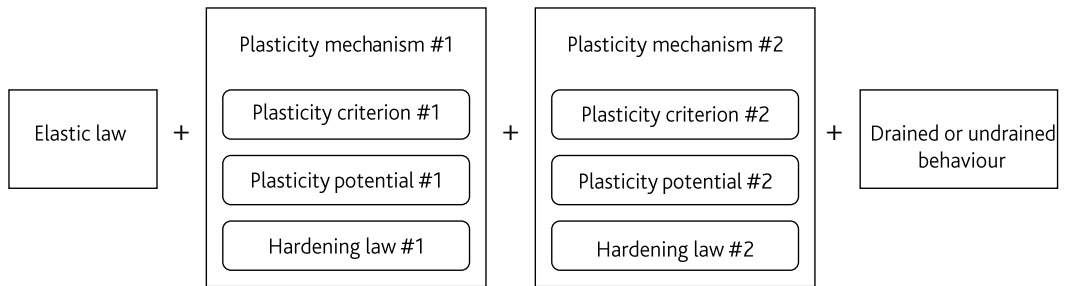 Elastic law
+
Plasticity mechanism #1
Plasticity criterion #1
Plasticity potential #1
Hardening law #1
+
Plasticity mechanism #2
Plasticity criterion #2
Plasticity potential #2
Hardening law #2
+
Drained or undrained
behaviour